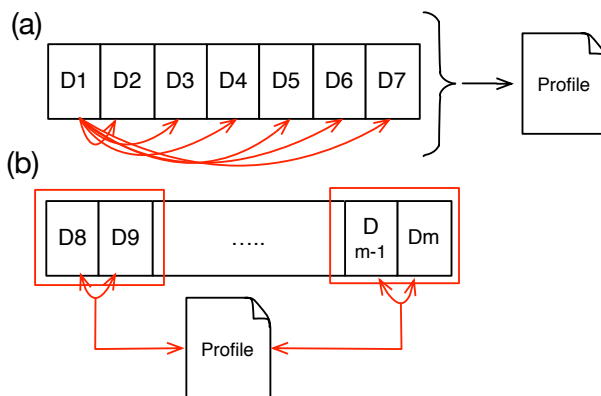 (a)
D1 D2 D3 D4 D5 D6 D7
Profile
(b)
D8 D9 ..... D Dm
m-1
Profile